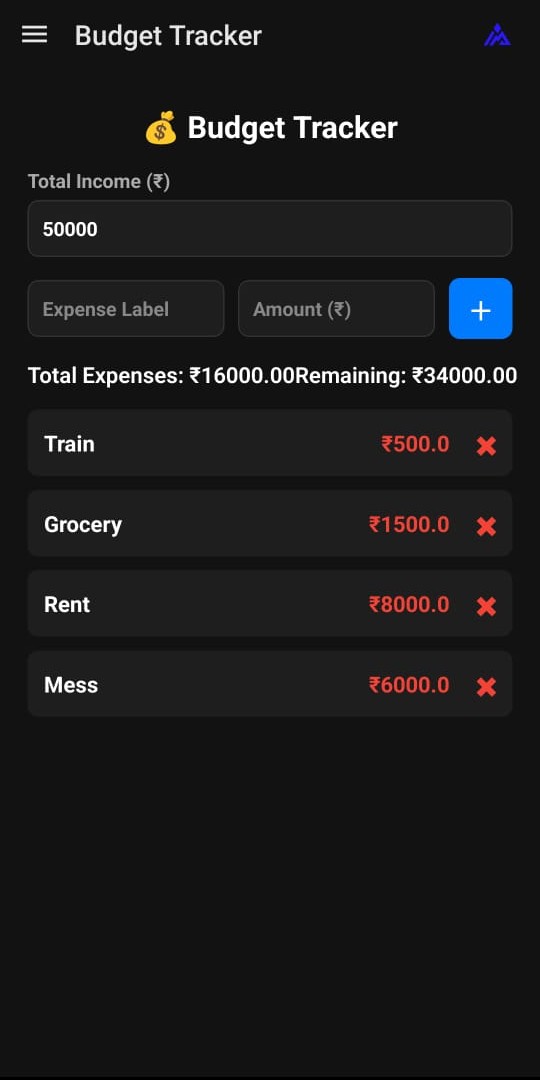 Budget Tracker
💰 Budget Tracker
Total Income (₹)
50000
Expense Label Amount (₹) +
Total Expenses: ₹16000.00Remaining: ₹34000.00
Train ₹500.0 ✖
Grocery ₹1500.0 ✖
Rent ₹8000.0 ✖
Mess ₹6000.0 ✖